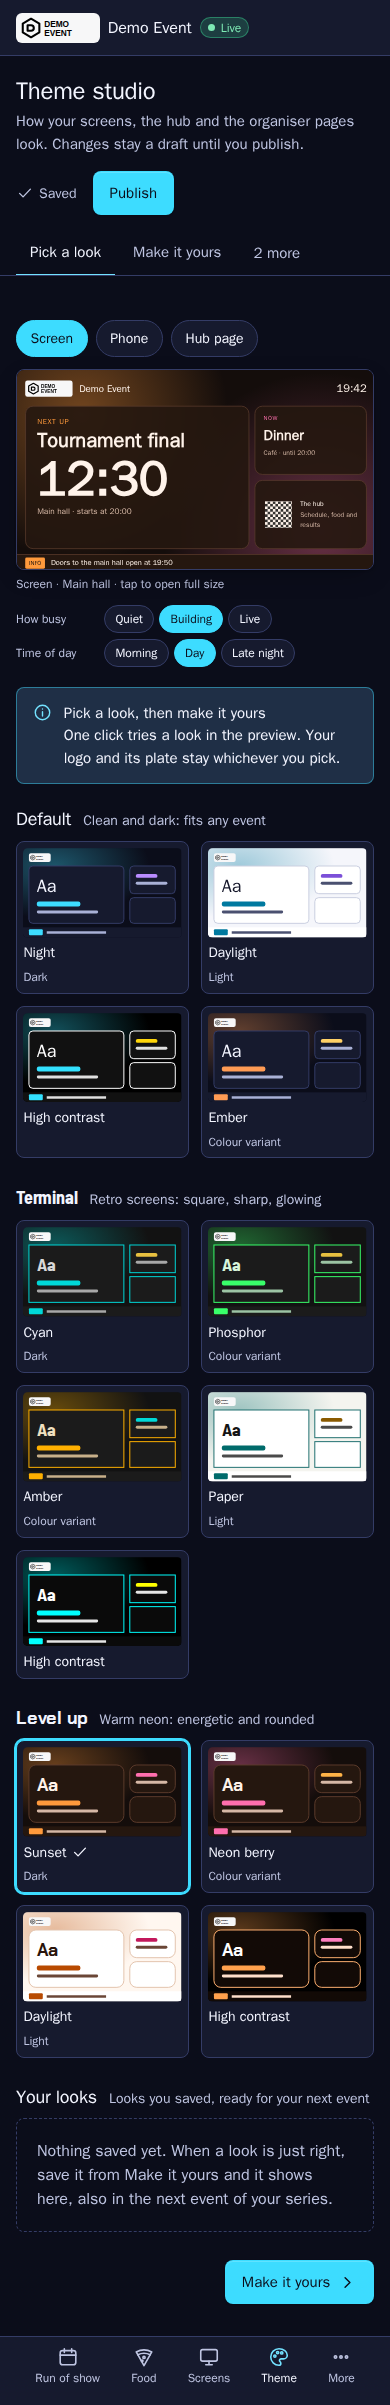 DEMO
EVENT
Demo Event
Live
Theme studio
How your screens, the hub and the organiser pages
look. Changes stay a draft until you publish.
Saved
Publish
Pick a look
Make it yours
2 more
Screen
Phone
Hub page
DEMO
EVENT
Demo Event
19:42
NEXT UP
Tournament final
12:30
Main hall · starts at 20:00
NOW
Dinner
Café · until 20:00
The hub
Schedule, food and
results
INFO
Doors to the main hall open at 19:50
Screen · Main hall · tap to open full size
How busy
Quiet
Building
Live
Time of day
Morning
Day
Late night
Pick a look, then make it yours
One click tries a look in the preview. Your
logo and its plate stay whichever you pick.
Default
Clean and dark: fits any event
Aa
Night
Dark
Aa
Daylight
Light
Aa
High contrast
Aa
Ember
Colour variant
Terminal
Retro screens: square, sharp, glowing
Aa
Cyan
Dark
Aa
Phosphor
Colour variant
Aa
Amber
Colour variant
Aa
Paper
Light
Aa
High contrast
Level up
Warm neon: energetic and rounded
Aa
Sunset
Dark
Aa
Neon berry
Colour variant
Aa
Daylight
Light
Aa
High contrast
Your looks
Looks you saved, ready for your next event
Nothing saved yet. When a look is just right,
save it from Make it yours and it shows
here, also in the next event of your series.
Make it yours
Run of show
Food
Screens
Theme
More